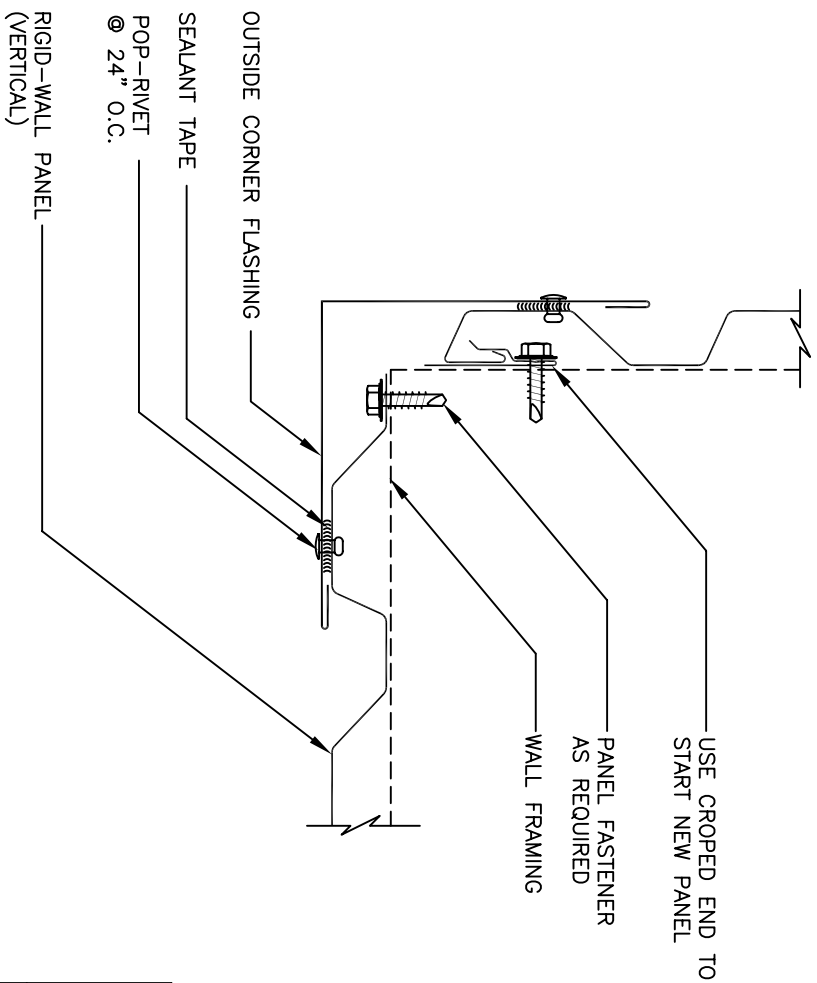 USE CROPED END TO
START NEW PANEL
PANEL FASTENER
AS REQUIRED
WALL FRAMING
OUTSIDE CORNER FLASHING
SEALANT TAPE
POP-RIVET
@ 24" O.C.
RIGID-WALL PANEL
(VERTICAL)